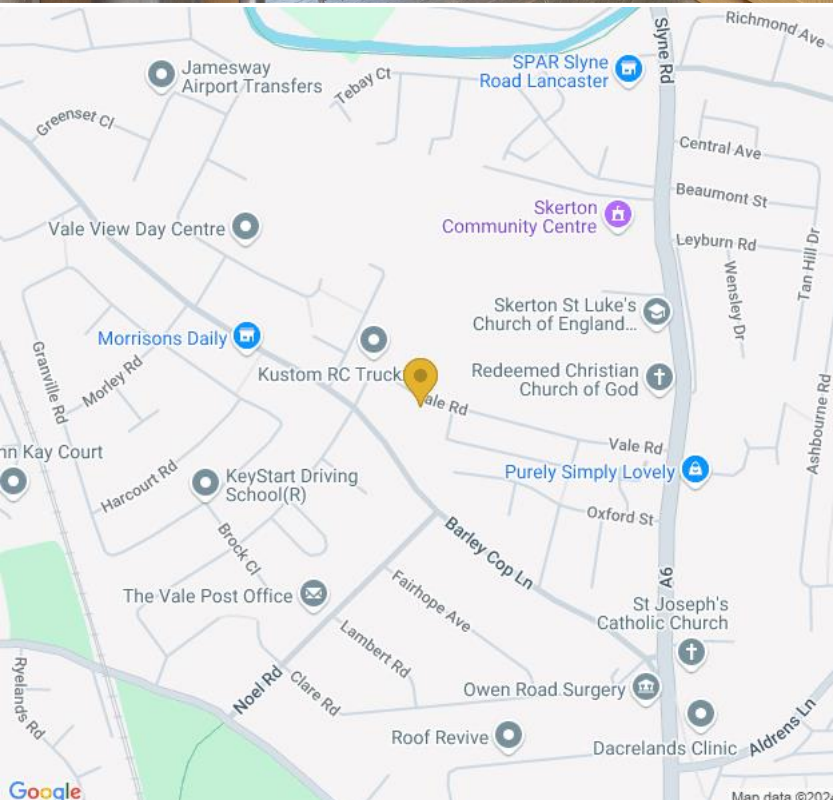 Richmond Ave
Slyne Rd
SPAR Slyne
Road Lancaster
Jamesway
Airport Transfers
Tebay Ct
Greenset Cl
Central Ave
Beaumont St
Skerton
Community Centre
Vale View Day Centre
Leyburn Rd
Wensley Dr
Tan Hill Dr
Skerton St Luke's
Church of England...
Morrisons Daily
Granville Rd
Morley Rd
Kustom RC Truck
Redeemed Christian
Church of God
ale Rd
Vale Rd
Ashbourne Rd
nn Kay Court
Harcourt Rd
KeyStart Driving
School(R)
Purely Simply Lovely
Oxford St
Brock Cl
Barley Cop Ln
A6
The Vale Post Office
Fairhope Ave
St Joseph's
Catholic Church
Lambert Rd
Ryelands Rd
Noel Rd
Clare Rd
Owen Road Surgery
Roof Revive
Dacrelands Clinic
Aldrens Ln
Google
Map data ©2024